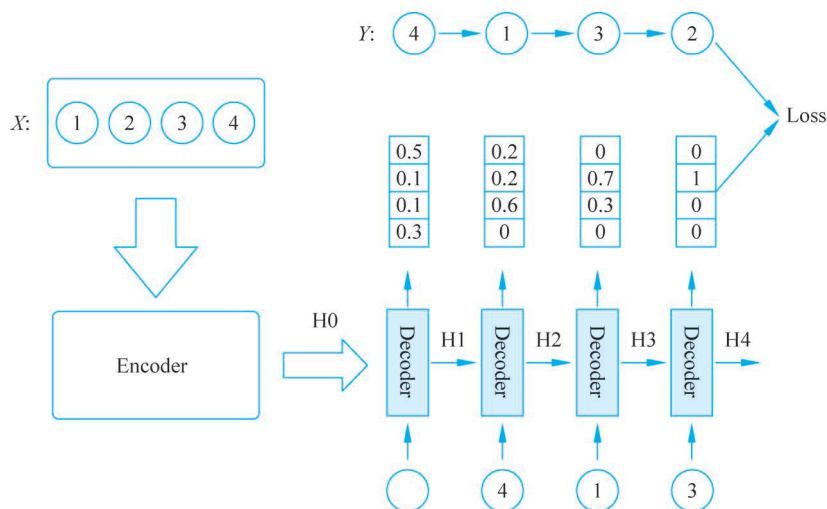 Y: 4 1 3 2
X: 1 2 3 4
Loss
0.5 0.2 0 0
0.1 0.2 0.7 1
0.1 0.6 0.3 0
0.3 0 0 0
Encoder
H0
Decoder
H1
Decoder
H2
Decoder
H3
Decoder
H4
4 1 3